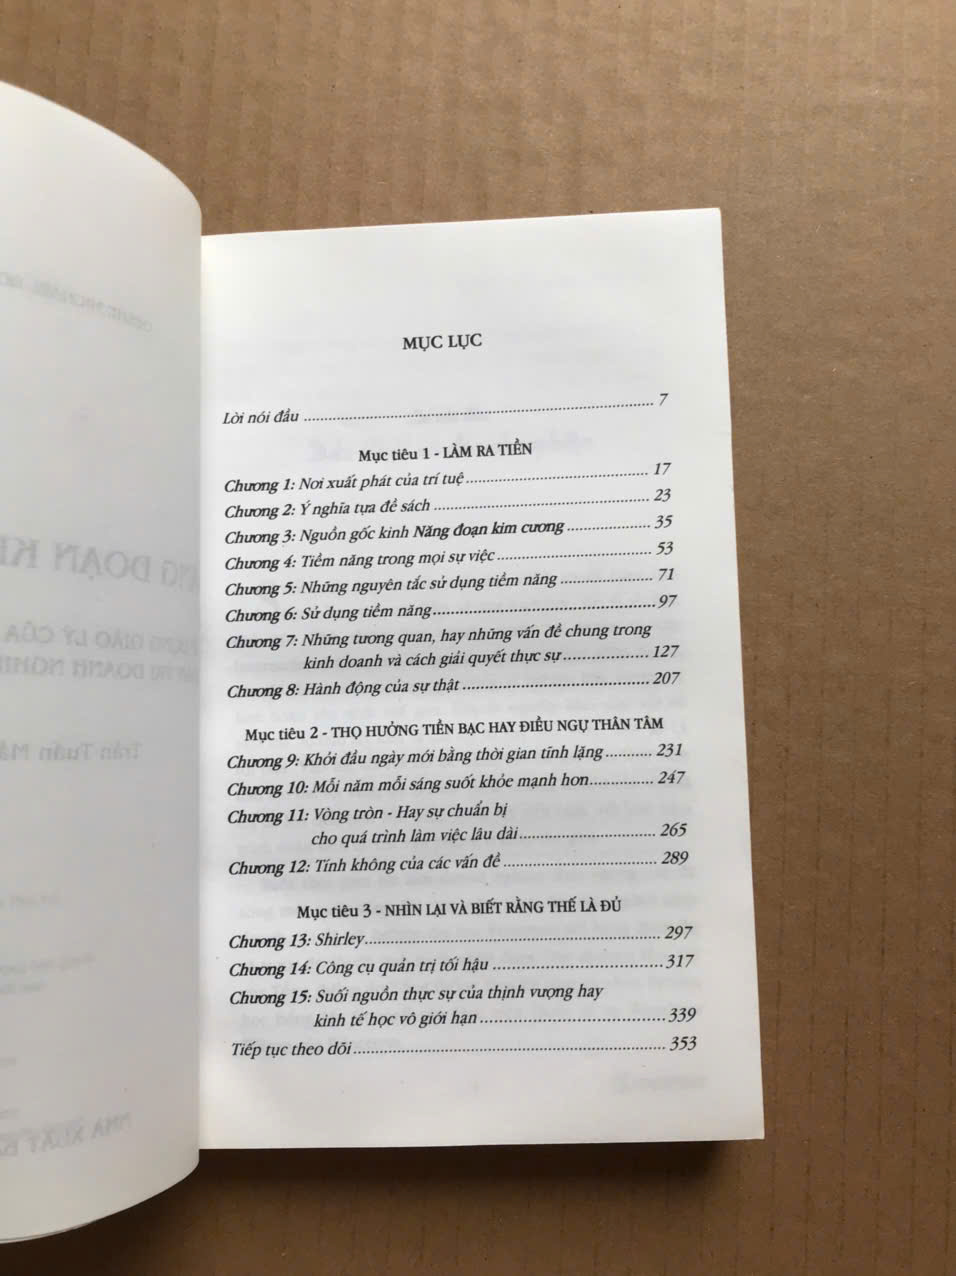 MỤC LỤC
Lời nói đầu ........ 7
Mục tiêu 1 - LÀM RA TIỀN
Chương 1: Nơi xuất phát của trí tuệ ........ 17
Chương 2: Ý nghĩa tựa đề sách ........ 23
Chương 3: Nguồn gốc kinh Năng đoạn kim cương ........ 35
Chương 4: Tiềm năng trong mọi sự việc ........ 53
Chương 5: Những nguyên tắc sử dụng tiềm năng ........ 71
Chương 6: Sử dụng tiềm năng ........ 97
Chương 7: Những tương quan, hay những vấn đề chung trong
kinh doanh và cách giải quyết thực sự ........ 127
Chương 8: Hành động của sự thật ........ 207
Mục tiêu 2 - THỌ HƯỞNG TIỀN BẠC HAY ĐIỀU NGỰ THÂN TÂM
Chương 9: Khởi đầu ngày mới bằng thời gian tĩnh lặng ........ 231
Chương 10: Mỗi năm mỗi sáng suốt khỏe mạnh hơn ........ 247
Chương 11: Vòng tròn - Hay sự chuẩn bị
cho quá trình làm việc lâu dài ........ 265
Chương 12: Tính không của các vấn đề ........ 289
Mục tiêu 3 - NHÌN LẠI VÀ BIẾT RẰNG THẾ LÀ ĐỦ
Chương 13: Shirley ........ 297
Chương 14: Công cụ quản trị tối hậu ........ 317
Chương 15: Suối nguồn thực sự của thịnh vượng hay
kinh tế học vô giới hạn ........ 339
Tiếp tục theo dõi ........ 353